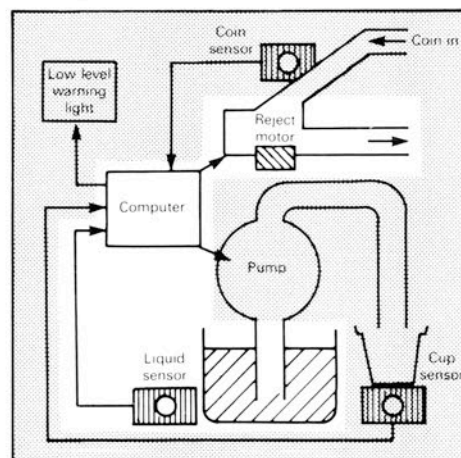 Coin
sensor
Coin in
Low level
warning
light
Reject
motor
Computer
Pump
Liquid
sensor
Cup
sensor